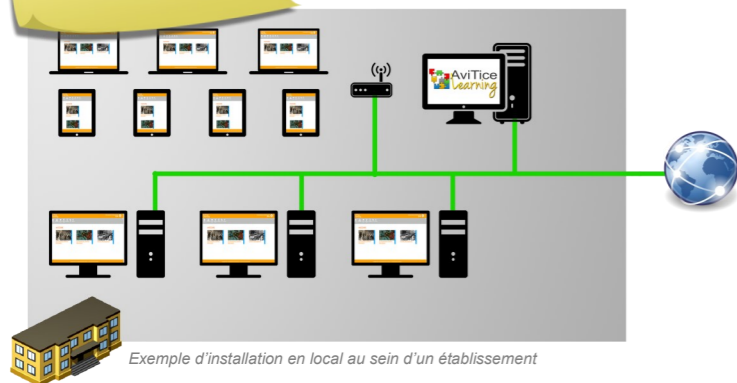 AviTice
Learning
Exemple d'installation en local au sein d'un établissement